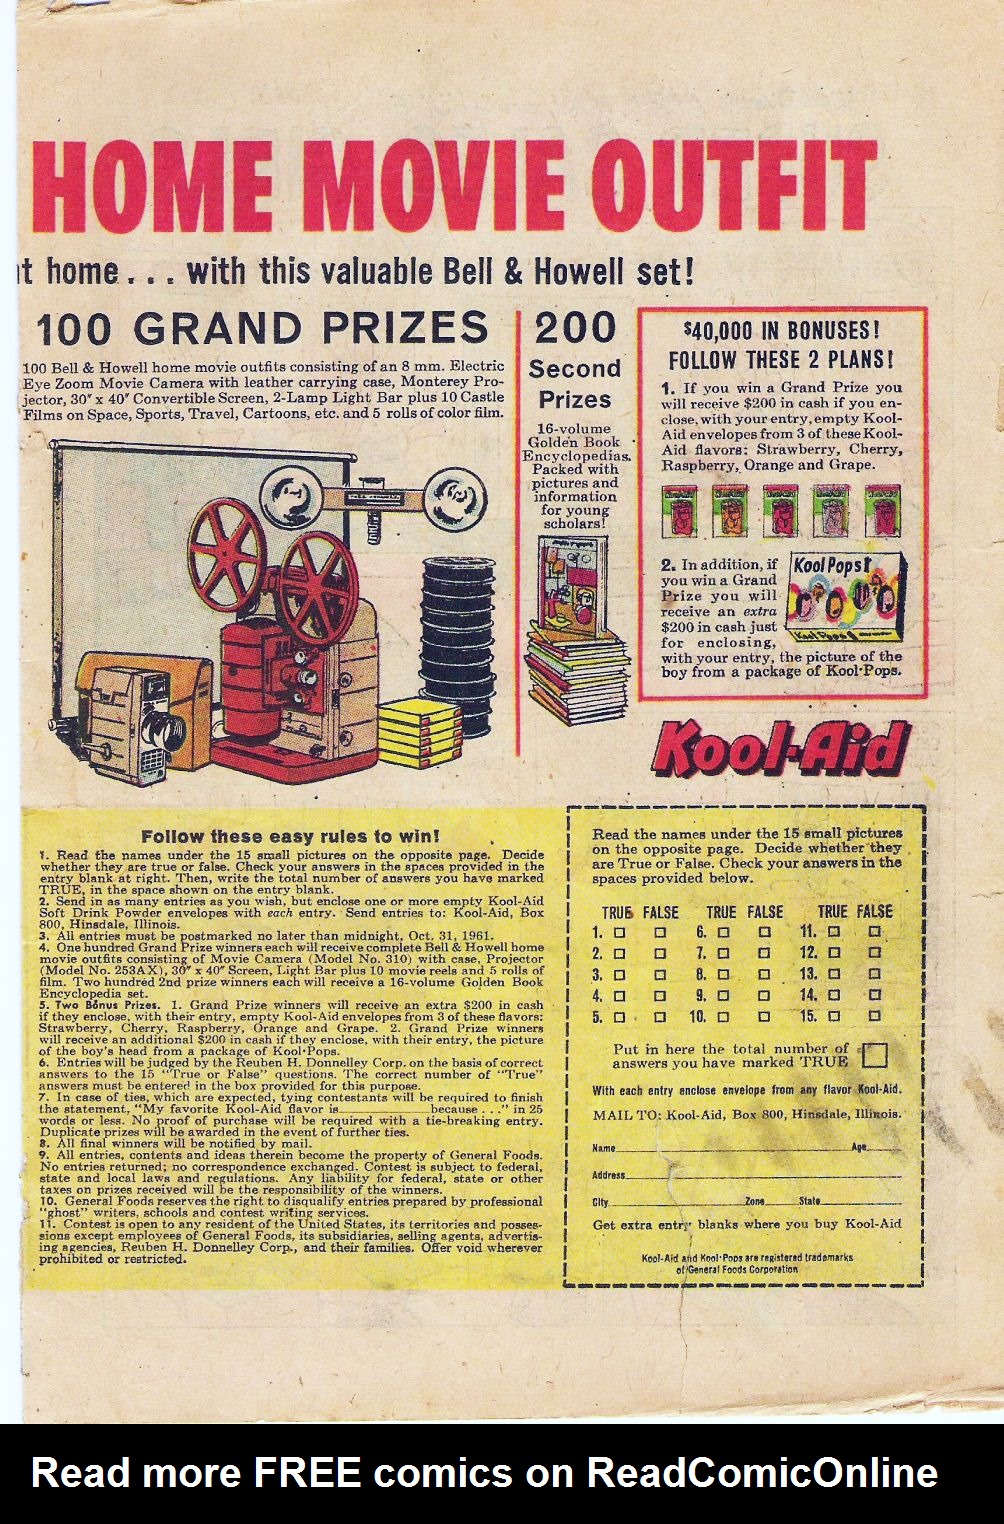 HOME MOVIE OUTFIT
at home . . . with this valuable Bell & Howell set!
100 GRAND PRIZES
100 Bell & Howell home movie outfits consisting of an 8 mm. Electric
Eye Zoom Movie Camera with leather carrying case, Monterey Pro-
jector, 30″ x 40″ Convertible Screen, 2-Lamp Light Bar plus 10 Castle
Films on Space, Sports, Travel, Cartoons, etc. and 5 rolls of color film.
200
Second
Prizes
16-volume
Golden Book
Encyclopedias.
Packed with
pictures and
information
for young
scholars!
$40,000 IN BONUSES!
FOLLOW THESE 2 PLANS!
1. If you win a Grand Prize you
will receive $200 in cash if you en-
close, with your entry, empty Kool-
Aid envelopes from 3 of these Kool-
Aid flavors: Strawberry, Cherry,
Raspberry, Orange and Grape.
2. In addition, if
you win a Grand
Prize you will
receive an extra
$200 in cash just
for enclosing,
with your entry, the picture of the
boy from a package of Kool·Pops.
Kool Pops!
Kool Pops
Kool-Aid
Follow these easy rules to win!
1. Read the names under the 15 small pictures on the opposite page. Decide
whether they are true or false. Check your answers in the spaces provided in the
entry blank at right. Then, write the total number of answers you have marked
TRUE, in the space shown on the entry blank.
2. Send in as many entries as you wish, but enclose one or more empty Kool-Aid
Soft Drink Powder envelopes with each entry. Send entries to: Kool-Aid, Box
800, Hinsdale, Illinois.
3. All entries must be postmarked no later than midnight, Oct. 31, 1961.
4. One hundred Grand Prize winners each will receive complete Bell & Howell home
movie outfits consisting of Movie Camera (Model No. 310) with case, Projector
(Model No. 253AX), 30″ x 40″ Screen, Light Bar plus 10 movie reels and 5 rolls of
film. Two hundred 2nd prize winners each will receive a 16-volume Golden Book
Encyclopedia set.
5. Two Bonus Prizes. 1. Grand Prize winners will receive an extra $200 in cash
if they enclose, with their entry, empty Kool-Aid envelopes from 3 of these flavors:
Strawberry, Cherry, Raspberry, Orange and Grape. 2. Grand Prize winners
will receive an additional $200 in cash if they enclose, with their entry, the picture
of the boy's head from a package of Kool·Pops.
6. Entries will be judged by the Reuben H. Donnelley Corp. on the basis of correct
answers to the 15 "True or False" questions. The correct number of "True"
answers must be entered in the box provided for this purpose.
7. In case of ties, which are expected, tying contestants will be required to finish
the statement, "My favorite Kool-Aid flavor is____________because . . ." in 25
words or less. No proof of purchase will be required with a tie-breaking entry.
Duplicate prizes will be awarded in the event of further ties.
8. All final winners will be notified by mail.
9. All entries, contents and ideas therein become the property of General Foods.
No entries returned; no correspondence exchanged. Contest is subject to federal,
state and local laws and regulations. Any liability for federal, state or other
taxes on prizes received will be the responsibility of the winners.
10. General Foods reserves the right to disqualify entries prepared by professional
"ghost" writers, schools and contest writing services.
11. Contest is open to any resident of the United States, its territories and posses-
sions except employees of General Foods, its subsidiaries, selling agents, advertis-
ing agencies, Reuben H. Donnelley Corp., and their families. Offer void wherever
prohibited or restricted.
Read the names under the 15 small pictures
on the opposite page. Decide whether they
are True or False. Check your answers in the
spaces provided below.
TRUE FALSE TRUE FALSE TRUE FALSE
1. □ □ 6. □ □ 11. □ □
2. □ □ 7. □ □ 12. □ □
3. □ □ 8. □ □ 13. □ □
4. □ □ 9. □ □ 14. □ □
5. □ □ 10. □ □ 15. □ □
Put in here the total number of
answers you have marked TRUE □
With each entry enclose envelope from any flavor Kool-Aid.
MAIL TO: Kool-Aid, Box 800, Hinsdale, Illinois.
Name____________Age______
Address____________
City____________Zone______State____________
Get extra entry blanks where you buy Kool-Aid
Kool-Aid and Kool·Pops are registered trademarks
of General Foods Corporation
Read more FREE comics on ReadComicOnline